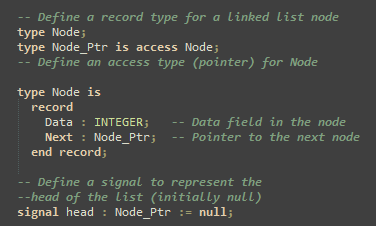 -- Define a record type for a linked list node
type Node;
type Node_Ptr is access Node;
-- Define an access type (pointer) for Node

type Node is
  record
    Data : INTEGER;   -- Data field in the node
    Next : Node_Ptr;  -- Pointer to the next node
  end record;

-- Define a signal to represent the
--head of the list (initially null)
signal head : Node_Ptr := null;